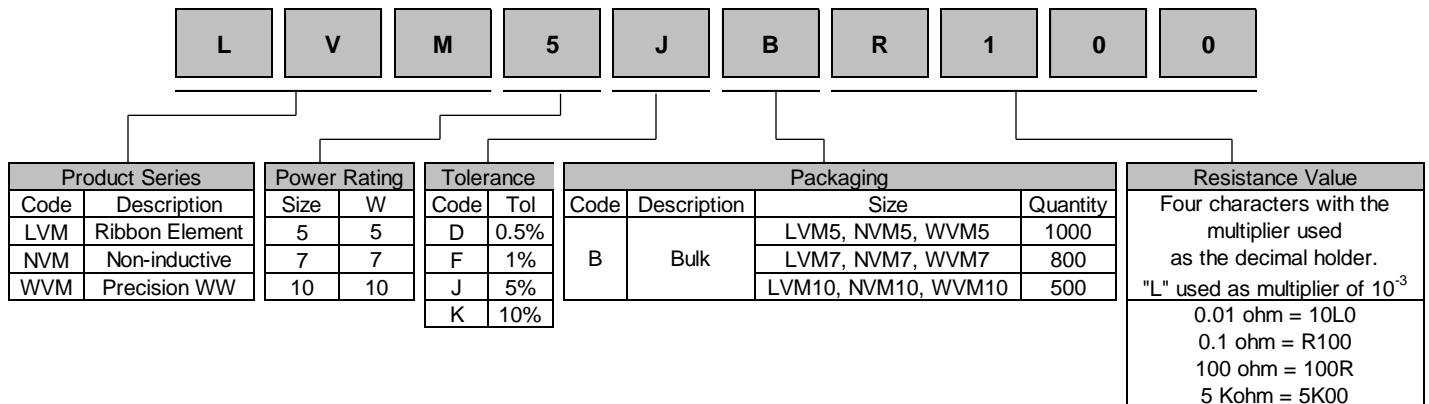 L V M 5 J B R 1 0 0
Product Series
Code Description
LVM Ribbon Element
NVM Non-inductive
WVM Precision WW
Power Rating
Size W
5 5
7 7
10 10
Tolerance
Code Tol
D 0.5%
F 1%
J 5%
K 10%
Packaging
Code Description Size Quantity
B Bulk
LVM5, NVM5, WVM5 1000
LVM7, NVM7, WVM7 800
LVM10, NVM10, WVM10 500
Resistance Value
Four characters with the
multiplier used
as the decimal holder.
"L" used as multiplier of 10⁻³
0.01 ohm = 10L0
0.1 ohm = R100
100 ohm = 100R
5 Kohm = 5K00